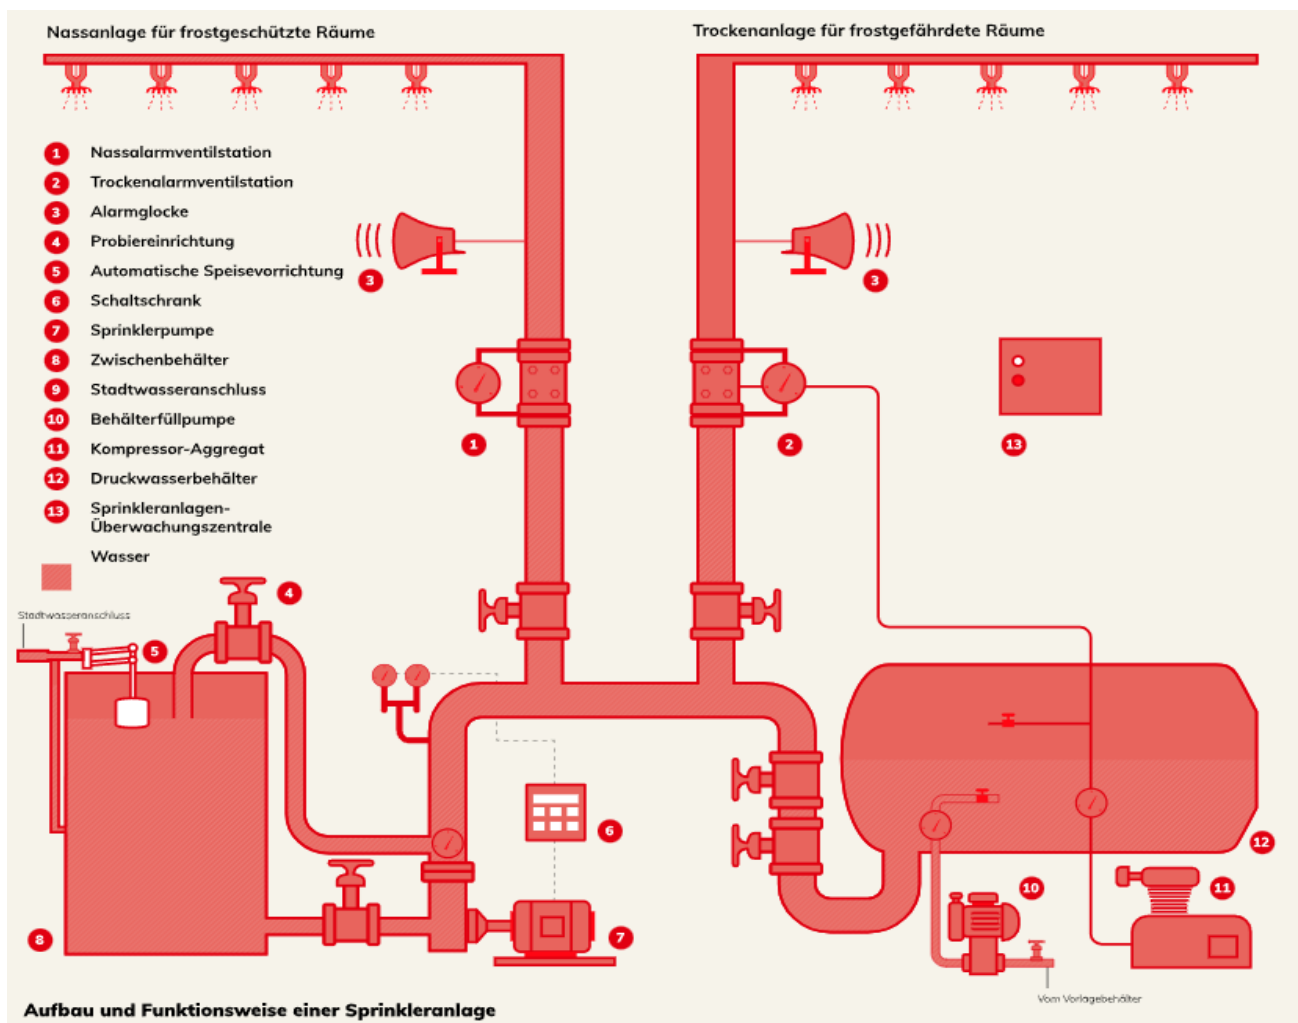 Nassanlage für frostgeschützte Räume
Trockenanlage für frostgefährdete Räume
1 Nassalarmventilstation
2 Trockenalarmventilstation
3 Alarmglocke
4 Probiereinrichtung
5 Automatische Speisevorrichtung
6 Schaltschrank
7 Sprinklerpumpe
8 Zwischenbehälter
9 Stadtwasseranschluss
10 Behälterfüllpumpe
11 Kompressor-Aggregat
12 Druckwasserbehälter
13 Sprinkleranlagen-
Überwachungszentrale
Wasser
3
3
1
2
13
4
Stadtwasseranschluss
5
6
12
10
11
7
8
Vom Vorlagebehälter
Aufbau und Funktionsweise einer Sprinkleranlage